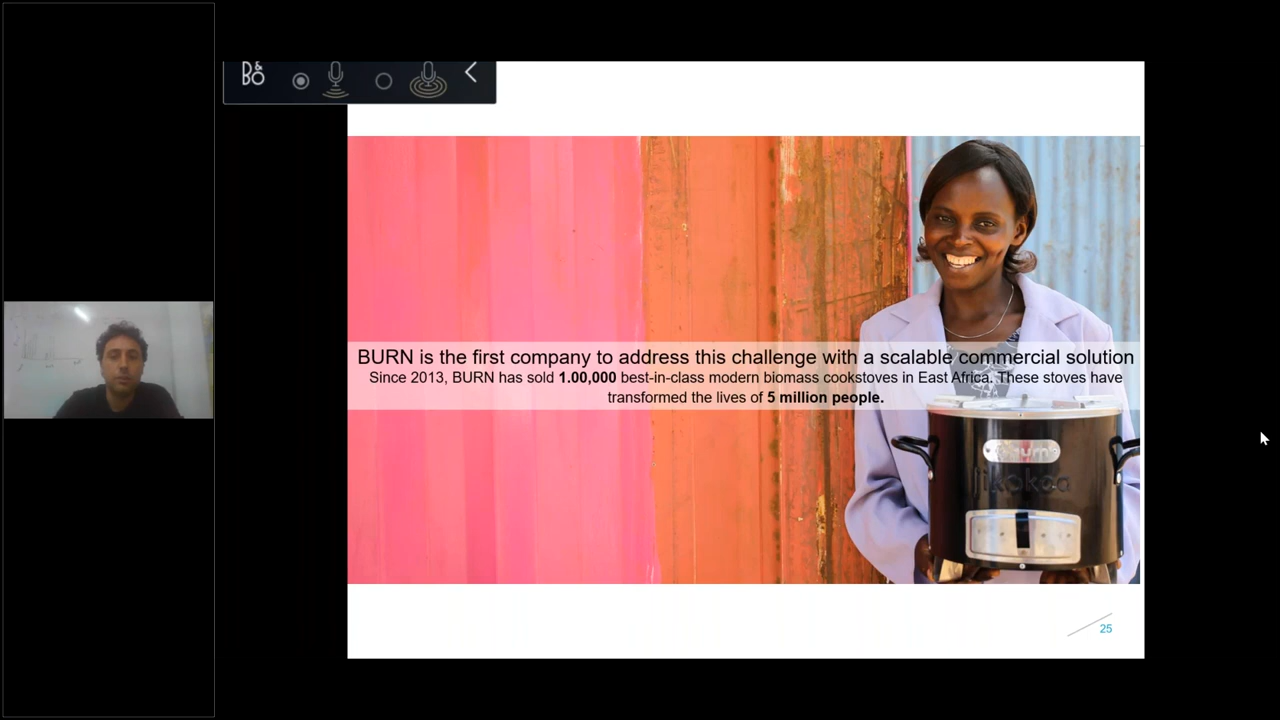 B&O
BURN is the first company to address this challenge with a scalable commercial solution
Since 2013, BURN has sold 1.00,000 best-in-class modern biomass cookstoves in East Africa. These stoves have
transformed the lives of 5 million people.
burn
jikokoa
25